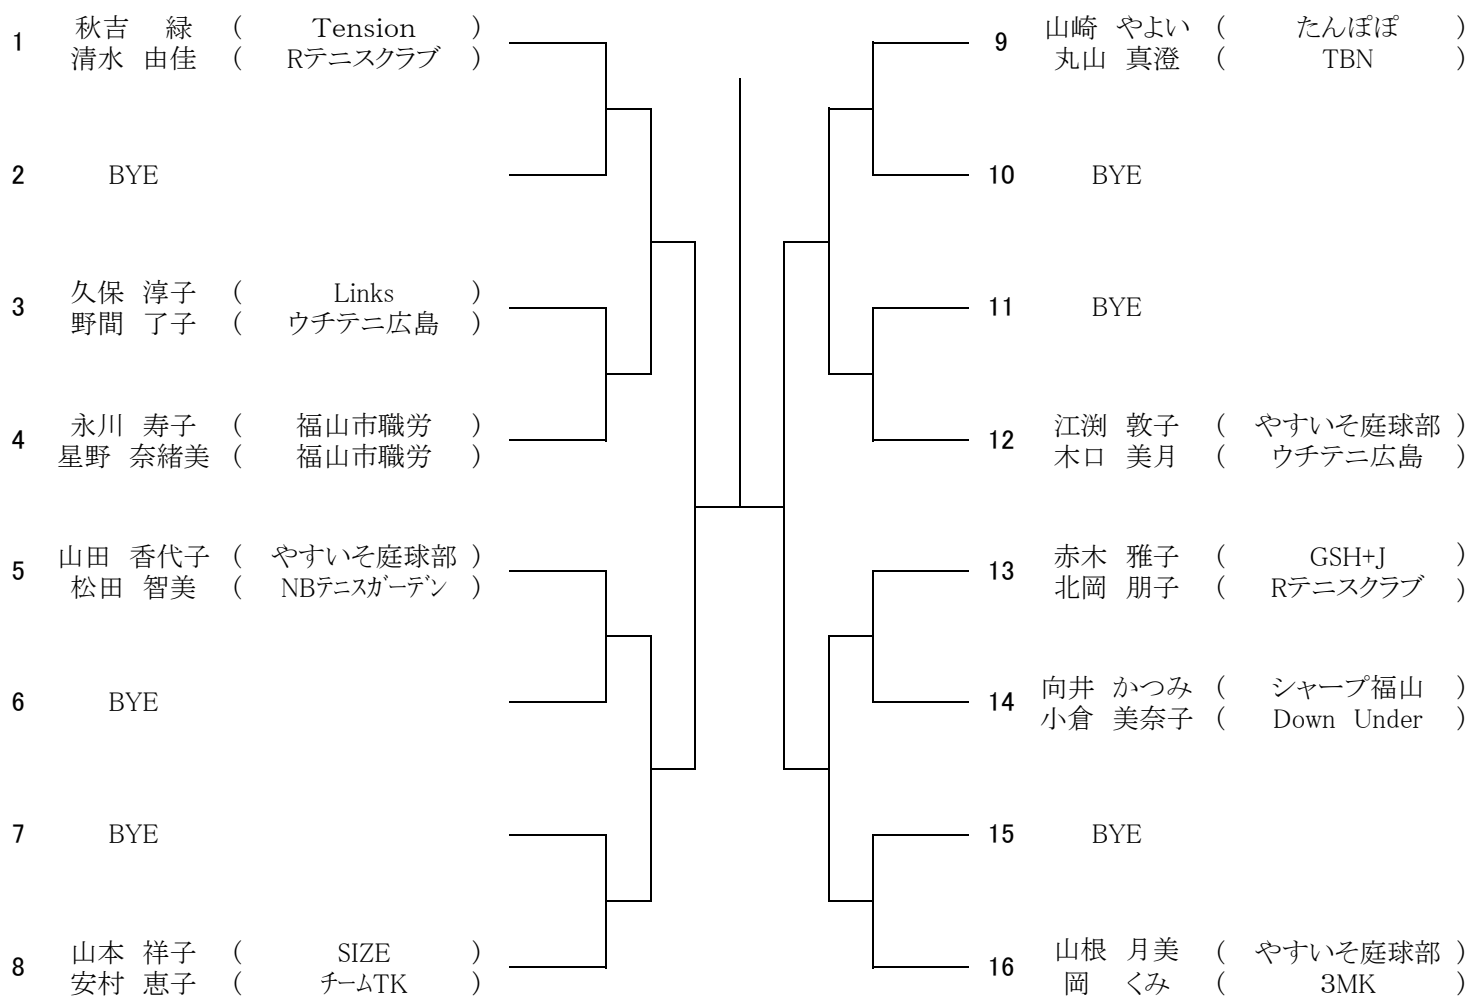 1 秋吉 緑 ( Tension )
清水 由佳 ( Rテニスクラブ )
2 BYE
3 久保 淳子 ( Links )
野間 了子 ( ウチテニ広島 )
4 永川 寿子 ( 福山市職労 )
星野 奈緒美 ( 福山市職労 )
5 山田 香代子 ( やすいそ庭球部 )
松田 智美 ( NBテニスガーデン )
6 BYE
7 BYE
8 山本 祥子 ( SIZE )
安村 恵子 ( チームTK )
9 山崎 やよい ( たんぽぽ )
丸山 真澄 ( TBN )
10 BYE
11 BYE
12 江渕 敦子 ( やすいそ庭球部 )
木口 美月 ( ウチテニ広島 )
13 赤木 雅子 ( GSH+J )
北岡 朋子 ( Rテニスクラブ )
14 向井 かつみ ( シャープ福山 )
小倉 美奈子 ( Down Under )
15 BYE
16 山根 月美 ( やすいそ庭球部 )
岡 くみ ( 3MK )